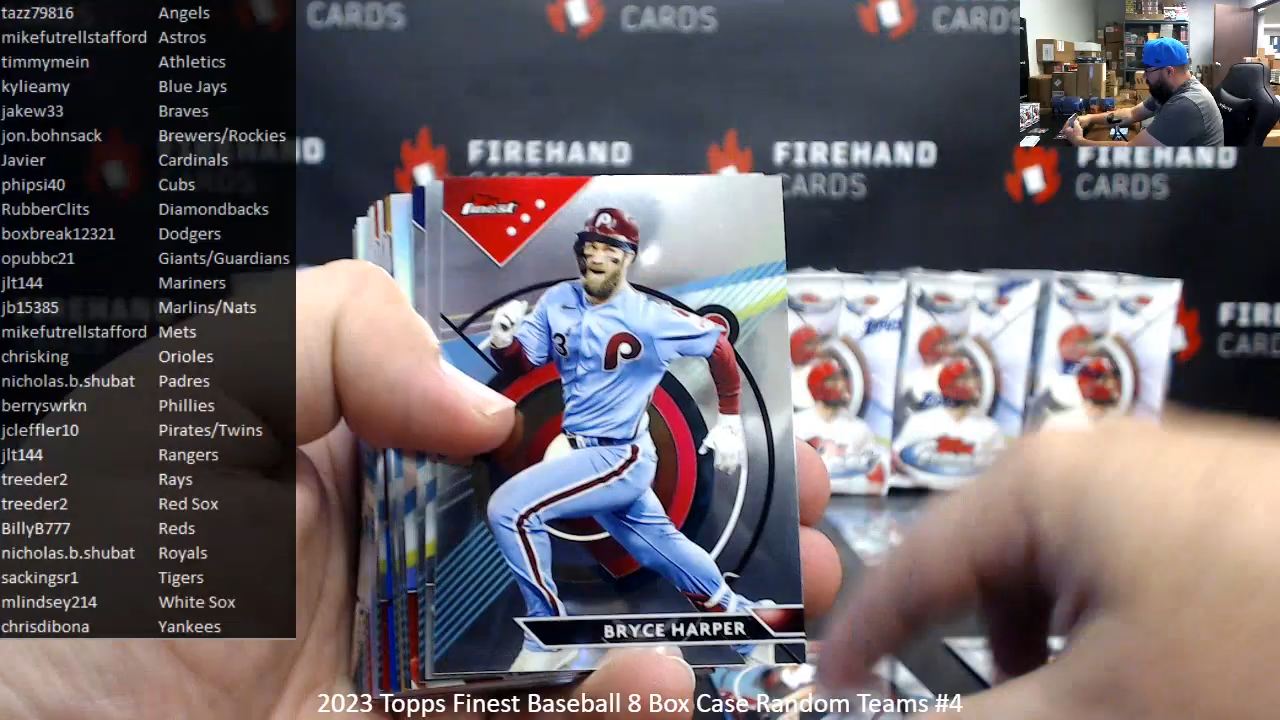 tazz79816 Angels
mikefutrellstafford Astros
timmymein Athletics
kylieamy Blue Jays
jakew33 Braves
jon.bohnsack Brewers/Rockies
Javier Cardinals
phipsi40 Cubs
RubberClits Diamondbacks
boxbreak12321 Dodgers
opubbc21 Giants/Guardians
jlt144 Mariners
jb15385 Marlins/Nats
mikefutrellstafford Mets
chrisking Orioles
nicholas.b.shubat Padres
berryswrkn Phillies
jcleffler10 Pirates/Twins
jlt144 Rangers
treeder2 Rays
treeder2 Red Sox
BillyB777 Reds
nicholas.b.shubat Royals
sackingsr1 Tigers
mlindsey214 White Sox
chrisdibona Yankees
CARDS
CARDS
FIREHAND
CARDS
FIREHAND
CARDS
FIREHAND
CARDS
finest
P
3
P
BRYCE HARPER
2023 Topps Finest Baseball 8 Box Case Random Teams #4